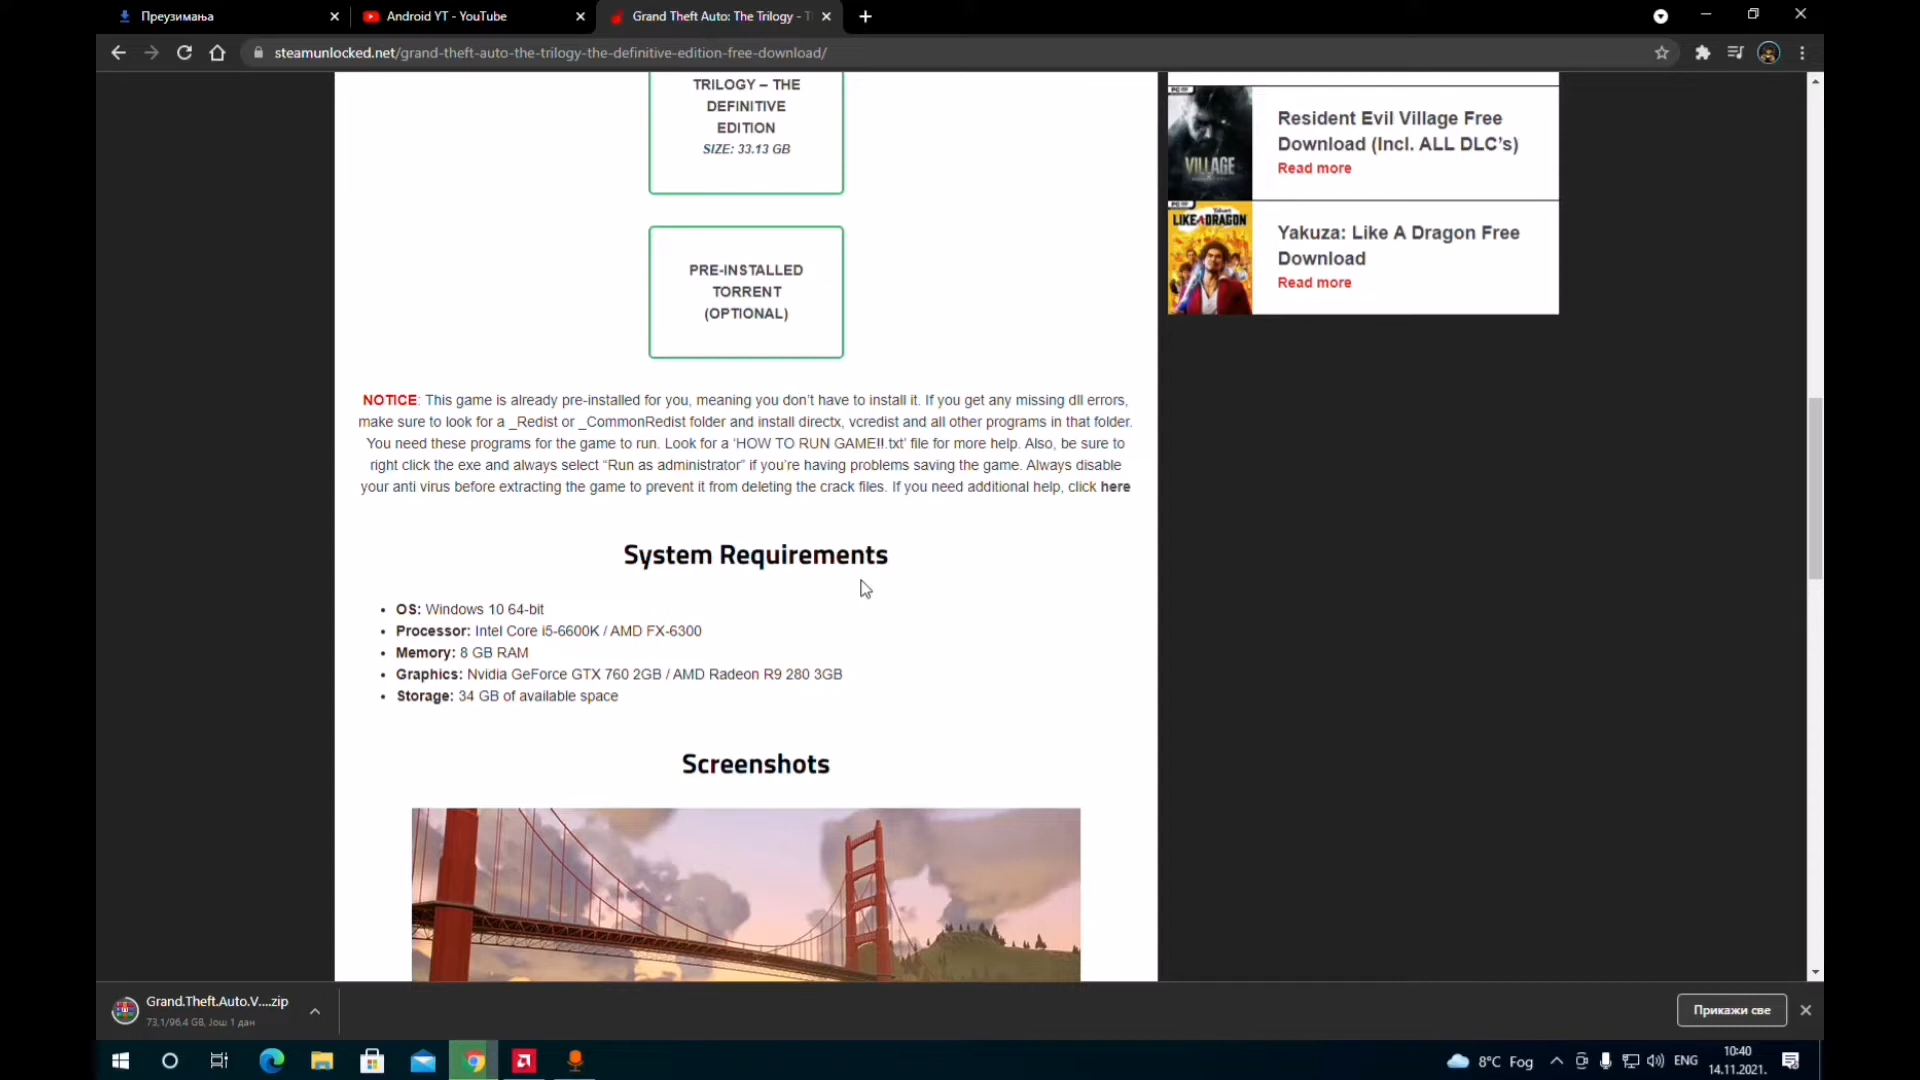 Преузимања
Android YT - YouTube
Grand Theft Auto: The Trilogy - T
steamunlocked.net/grand-theft-auto-the-trilogy-the-definitive-edition-free-download/
TRILOGY – THE
DEFINITIVE
EDITION
SIZE: 33.13 GB
PRE-INSTALLED
TORRENT
(OPTIONAL)
NOTICE: This game is already pre-installed for you, meaning you don’t have to install it. If you get any missing dll errors,
make sure to look for a _Redist or _CommonRedist folder and install directx, vcredist and all other programs in that folder.
You need these programs for the game to run. Look for a ‘HOW TO RUN GAME!!.txt’ file for more help. Also, be sure to
right click the exe and always select “Run as administrator” if you’re having problems saving the game. Always disable
your anti virus before extracting the game to prevent it from deleting the crack files. If you need additional help, click here
System Requirements
• OS: Windows 10 64-bit
• Processor: Intel Core i5-6600K / AMD FX-6300
• Memory: 8 GB RAM
• Graphics: Nvidia GeForce GTX 760 2GB / AMD Radeon R9 280 3GB
• Storage: 34 GB of available space
Screenshots
VILLAGE
Resident Evil Village Free
Download (Incl. ALL DLC’s)
Read more
Yakuza
LIKE A DRAGON
Yakuza: Like A Dragon Free
Download
Read more
Grand.Theft.Auto.V....zip
73,1/96,4 GB, Још 1 дан
Прикажи све
8°C Fog
ENG
10:40
14.11.2021.